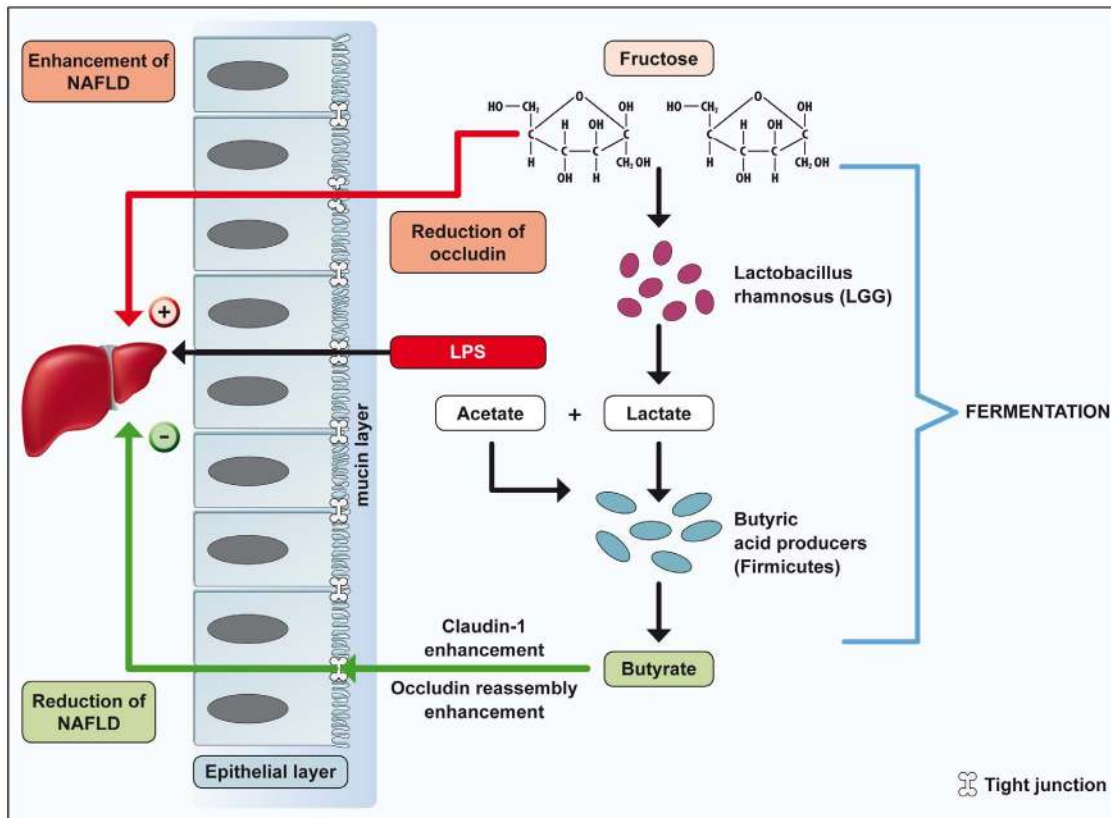 Enhancement of
NAFLD
Fructose
HO—CH₂ O OH
C H OH C
H C C CH₂OH
OH H
HO—CH₂ O OH
C H OH C
H C C CH₂OH
OH H
Reduction of
occludin
Lactobacillus
rhamnosus (LGG)
+
LPS
Acetate + Lactate
FERMENTATION
−
mucin layer
Butyric
acid producers
(Firmicutes)
Claudin-1
enhancement
Butyrate
Occludin reassembly
enhancement
Reduction of
NAFLD
Epithelial layer
Tight junction